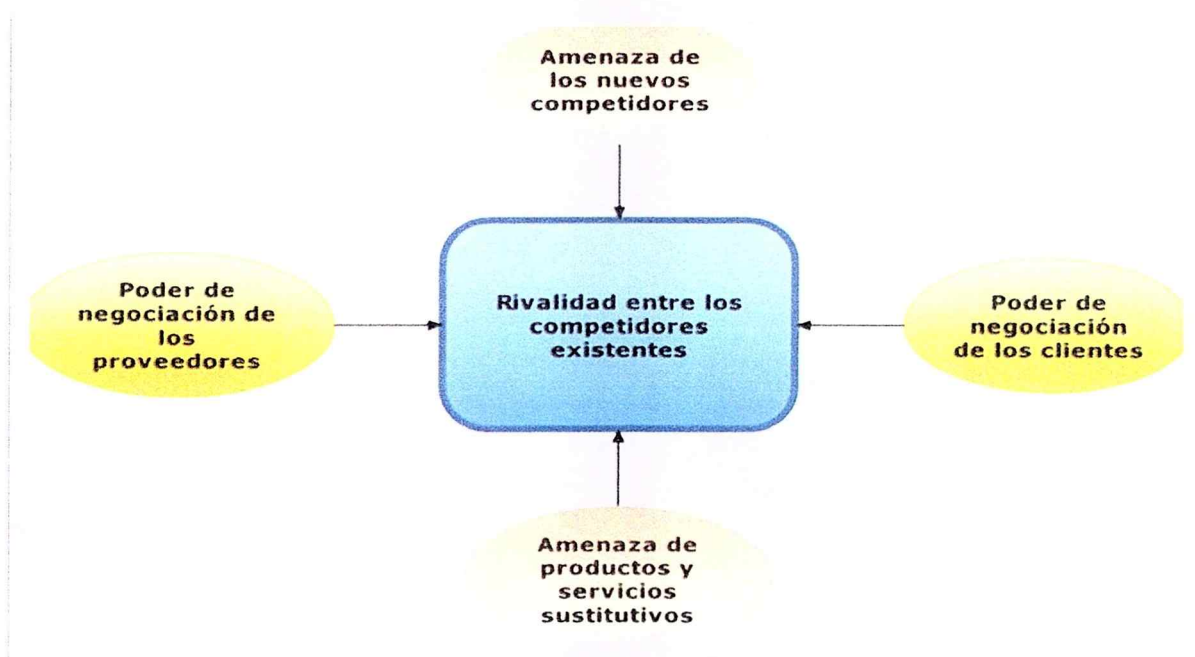 Amenaza de
los nuevos
competidores
Poder de
negociación de
los
proveedores
Rivalidad entre los
competidores
existentes
Poder de
negociación
de los clientes
Amenaza de
productos y
servicios
sustitutivos